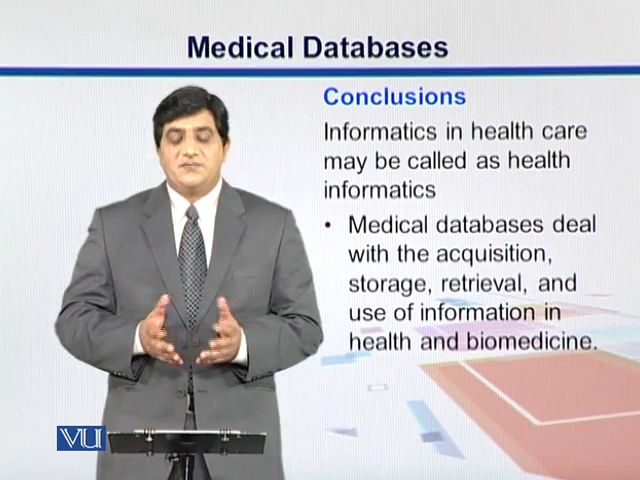 Medical Databases
Conclusions
Informatics in health care
may be called as health
informatics
• Medical databases deal
with the acquisition,
storage, retrieval, and
use of information in
health and biomedicine.
VU